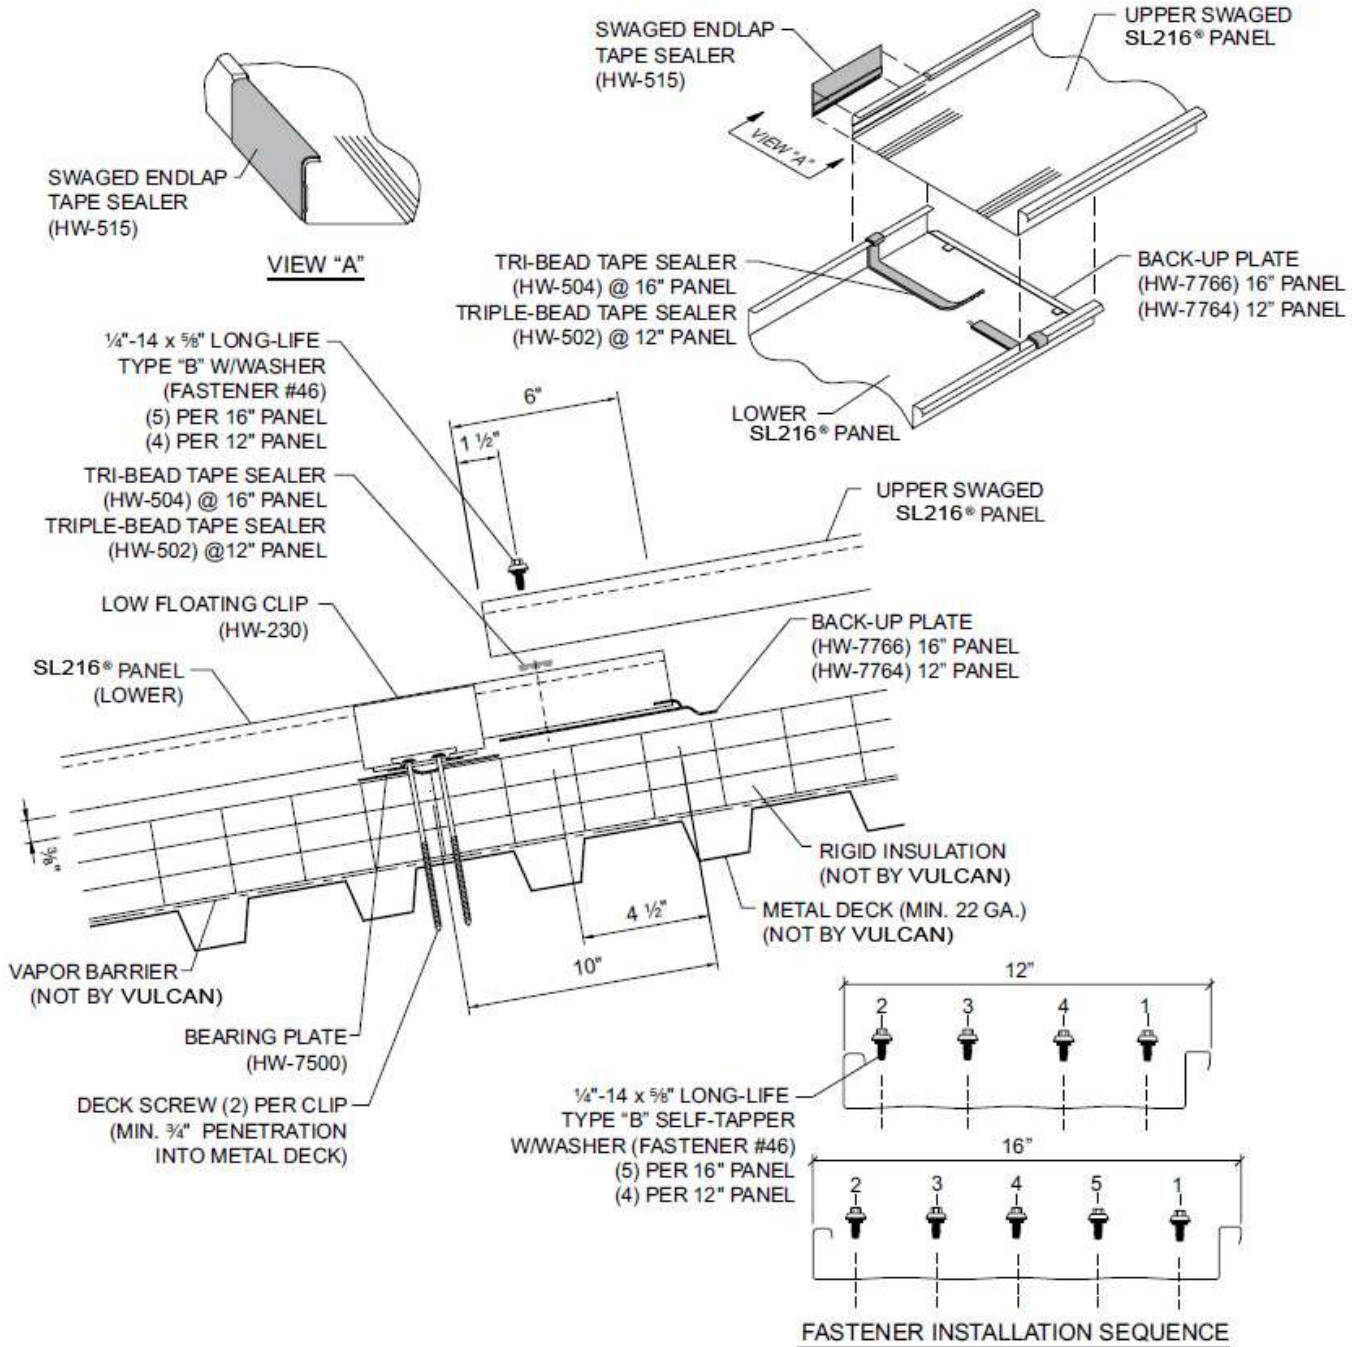 SWAGED ENDLAP
TAPE SEALER
(HW-515)
VIEW “A”
SWAGED ENDLAP
TAPE SEALER
(HW-515)
UPPER SWAGED
SL216® PANEL
VIEW “A”
TRI-BEAD TAPE SEALER
(HW-504) @ 16" PANEL
TRIPLE-BEAD TAPE SEALER
(HW-502) @ 12" PANEL
BACK-UP PLATE
(HW-7766) 16” PANEL
(HW-7764) 12” PANEL
LOWER
SL216® PANEL
¼"-14 x ⅝" LONG-LIFE
TYPE “B” W/WASHER
(FASTENER #46)
(5) PER 16" PANEL
(4) PER 12" PANEL
6"
1 ½"
TRI-BEAD TAPE SEALER
(HW-504) @ 16" PANEL
TRIPLE-BEAD TAPE SEALER
(HW-502) @12" PANEL
UPPER SWAGED
SL216® PANEL
LOW FLOATING CLIP
(HW-230)
BACK-UP PLATE
(HW-7766) 16” PANEL
(HW-7764) 12” PANEL
SL216® PANEL
(LOWER)
⅜"
RIGID INSULATION
(NOT BY VULCAN)
METAL DECK (MIN. 22 GA.)
(NOT BY VULCAN)
4 ½"
10"
VAPOR BARRIER
(NOT BY VULCAN)
BEARING PLATE
(HW-7500)
DECK SCREW (2) PER CLIP
(MIN. ¾" PENETRATION
INTO METAL DECK)
12”
2 3 4 1
¼"-14 x ⅝" LONG-LIFE
TYPE “B” SELF-TAPPER
W/WASHER (FASTENER #46)
(5) PER 16" PANEL
(4) PER 12" PANEL
16”
2 3 4 5 1
FASTENER INSTALLATION SEQUENCE